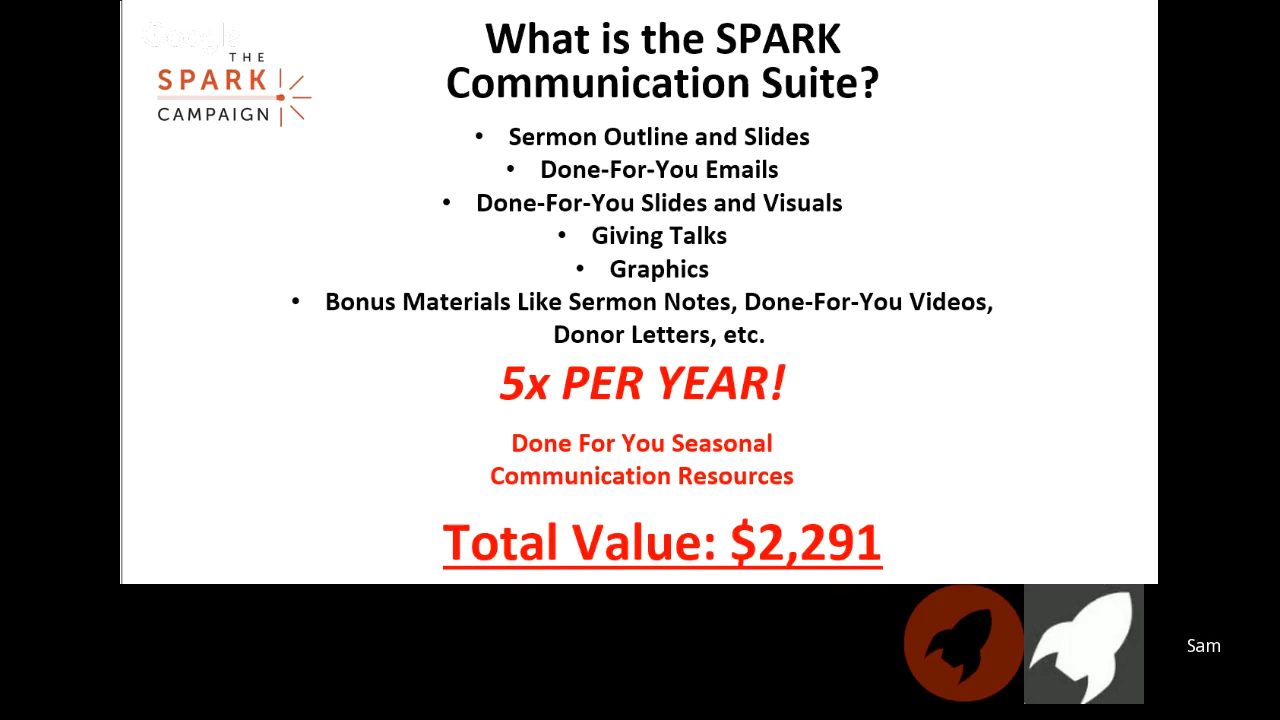 Google
THE
SPARK
CAMPAIGN
What is the SPARK
Communication Suite?
• Sermon Outline and Slides
• Done-For-You Emails
• Done-For-You Slides and Visuals
• Giving Talks
• Graphics
• Bonus Materials Like Sermon Notes, Done-For-You Videos,
Donor Letters, etc.
5x PER YEAR!
Done For You Seasonal
Communication Resources
Total Value: $2,291
Sam